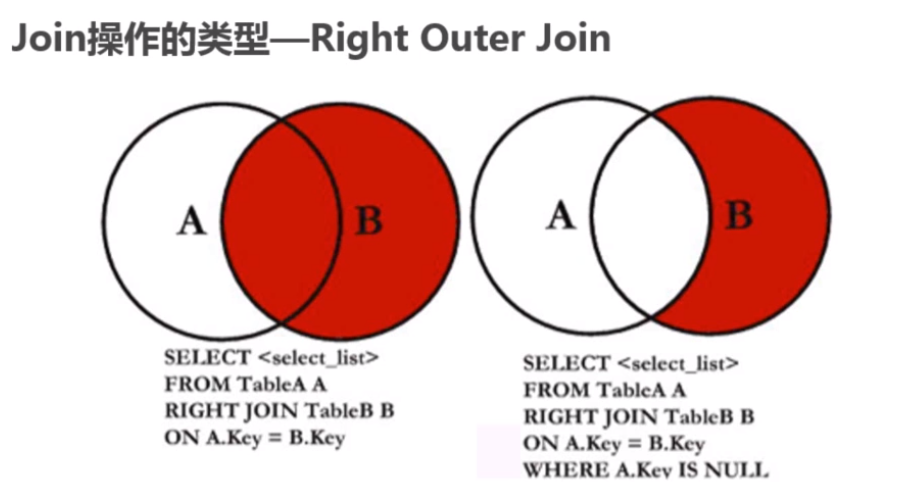 Join操作的类型—Right Outer Join
A
B
SELECT <select_list>
FROM TableA A
RIGHT JOIN TableB B
ON A.Key = B.Key
A
B
SELECT <select_list>
FROM TableA A
RIGHT JOIN TableB B
ON A.Key = B.Key
WHERE A.Key IS NULL